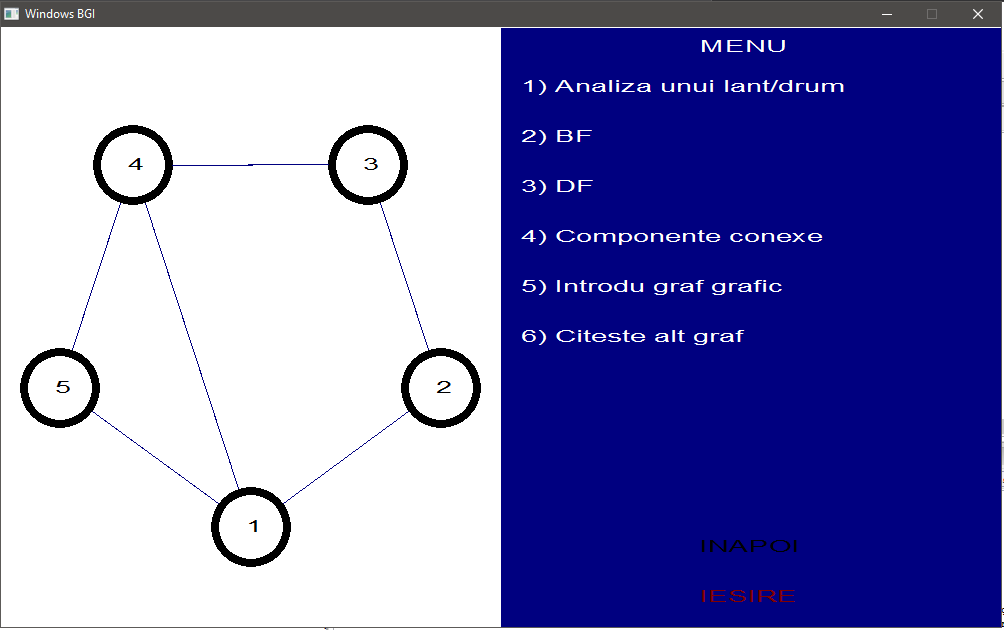 Windows BGI
MENU
1) Analiza unui lant/drum
2) BF
3) DF
4) Componente conexe
5) Introdu graf grafic
6) Citeste alt graf
4
3
5
2
1
INAPOI
IESIRE